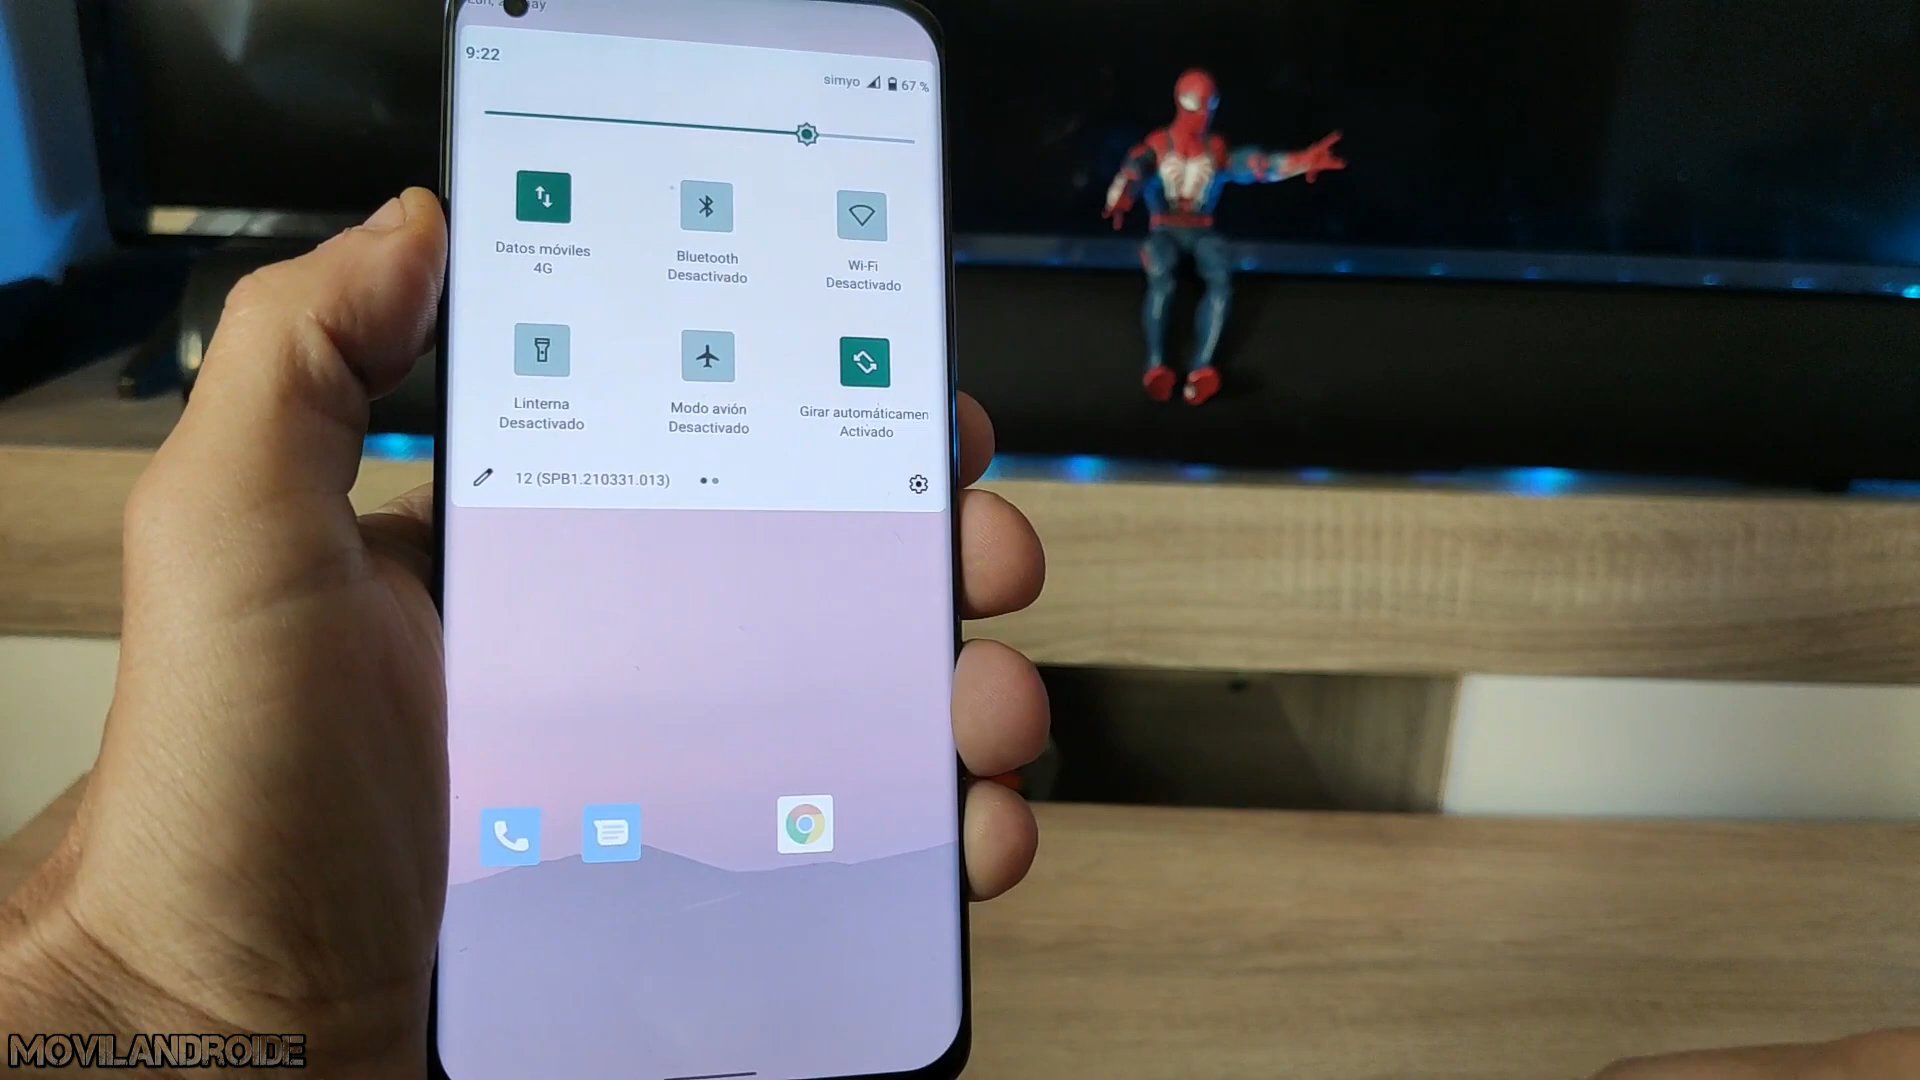 9:22
simyo 67 %
Datos móviles
4G
Bluetooth
Desactivado
Wi-Fi
Desactivado
Linterna
Desactivado
Modo avión
Desactivado
Girar automáticamen
Activado
12 (SPB1.210331.013)
MOVILANDROIDE